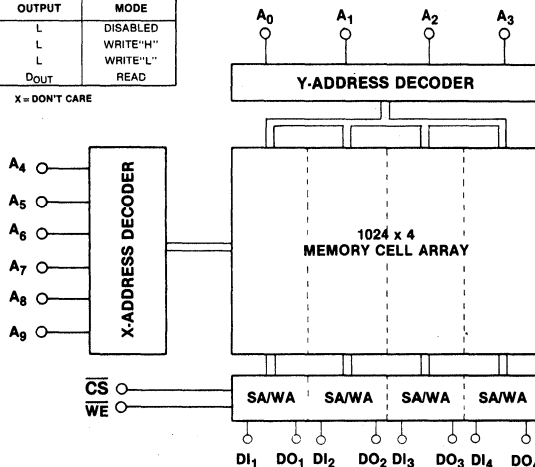 OUTPUT MODE
L DISABLED
L WRITE"H"
L WRITE"L"
DOUT READ
X = DON'T CARE
A0 A1 A2 A3
Y-ADDRESS DECODER
A4
A5
A6
A7
A8
A9
X-ADDRESS DECODER
1024 x 4
MEMORY CELL ARRAY
CS
WE
SA/WA SA/WA SA/WA SA/WA
DI1 DO1 DI2 DO2 DI3 DO3 DI4